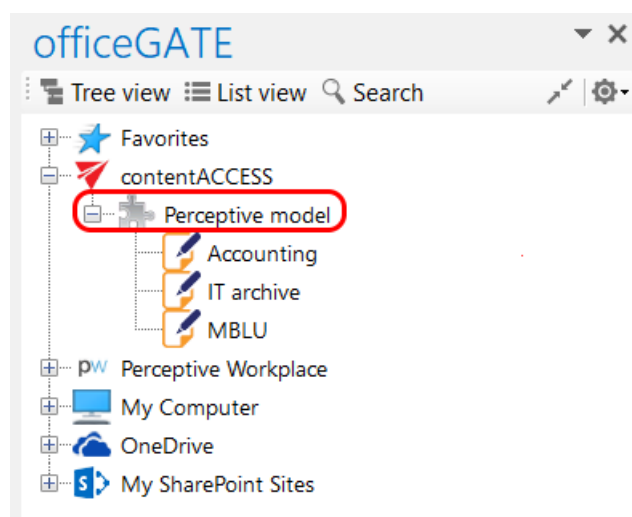 officeGATE
Tree view List view Search
Favorites
contentACCESS
Perceptive model
Accounting
IT archive
MBLU
pw Perceptive Workplace
My Computer
OneDrive
S My SharePoint Sites